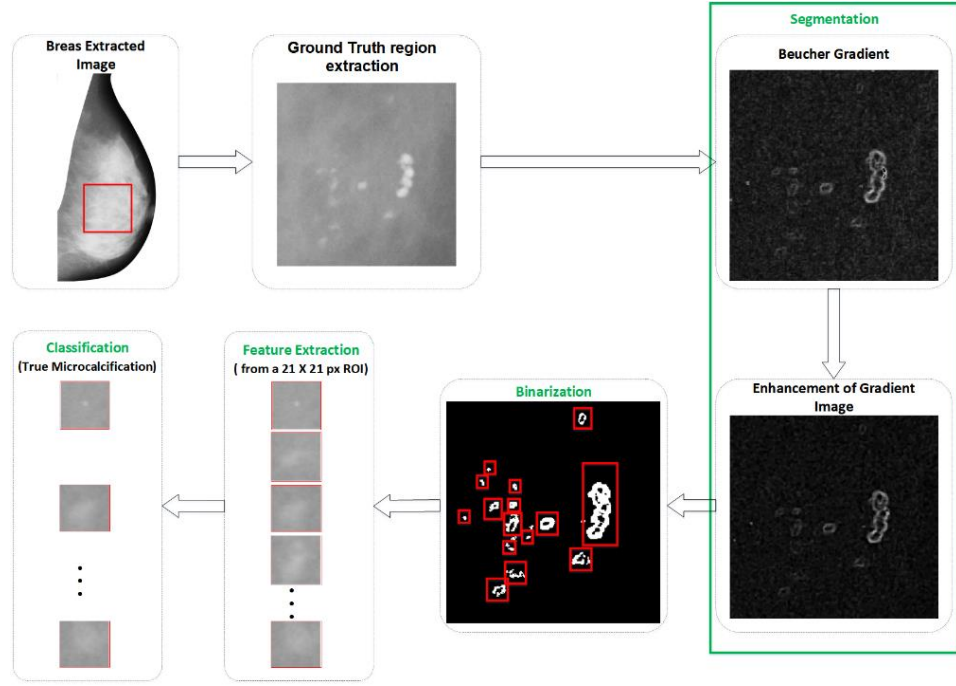 Segmentation
Breas Extracted
Image
Ground Truth region
extraction
Beucher Gradient
Enhancement of Gradient
Image
Binarization
Feature Extraction
( from a 21 X 21 px ROI)
Classification
(True Microcalcification)